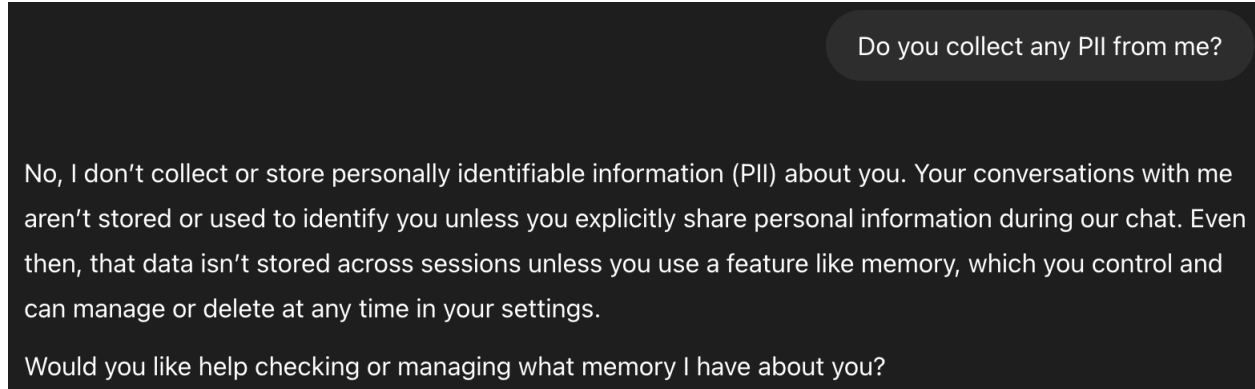 Do you collect any PII from me?
No, I don’t collect or store personally identifiable information (PII) about you. Your conversations with me
aren’t stored or used to identify you unless you explicitly share personal information during our chat. Even
then, that data isn’t stored across sessions unless you use a feature like memory, which you control and
can manage or delete at any time in your settings.
Would you like help checking or managing what memory I have about you?